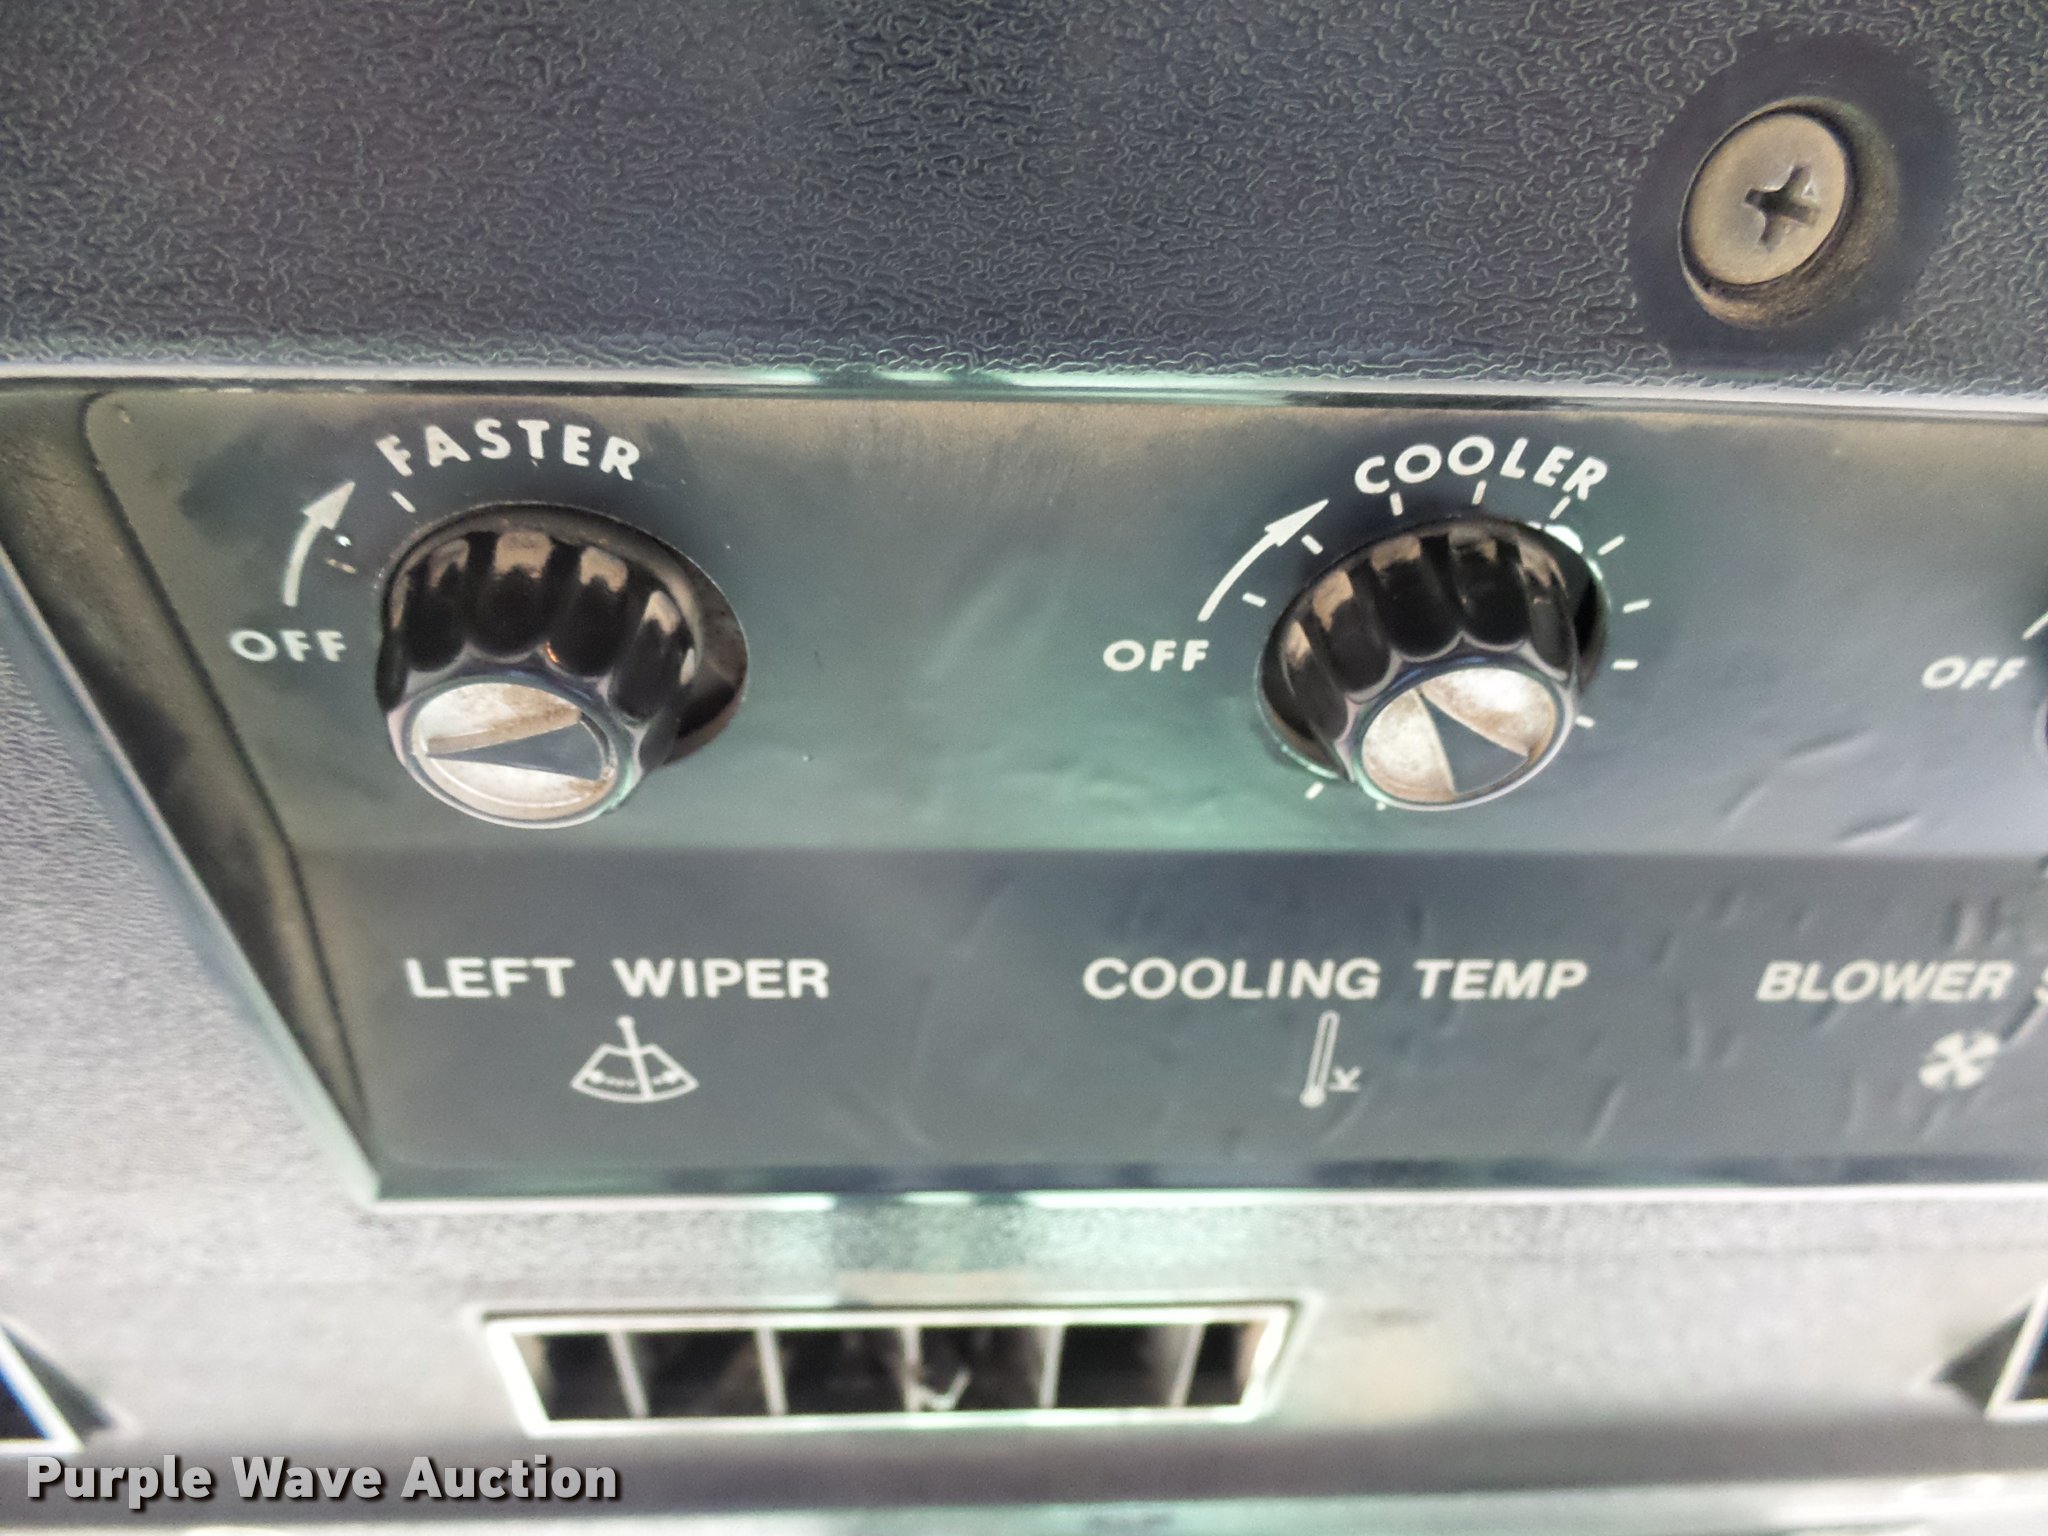 FASTER
COOLER
OFF
OFF
OFF
LEFT WIPER
COOLING TEMP
BLOWER
Purple Wave Auction